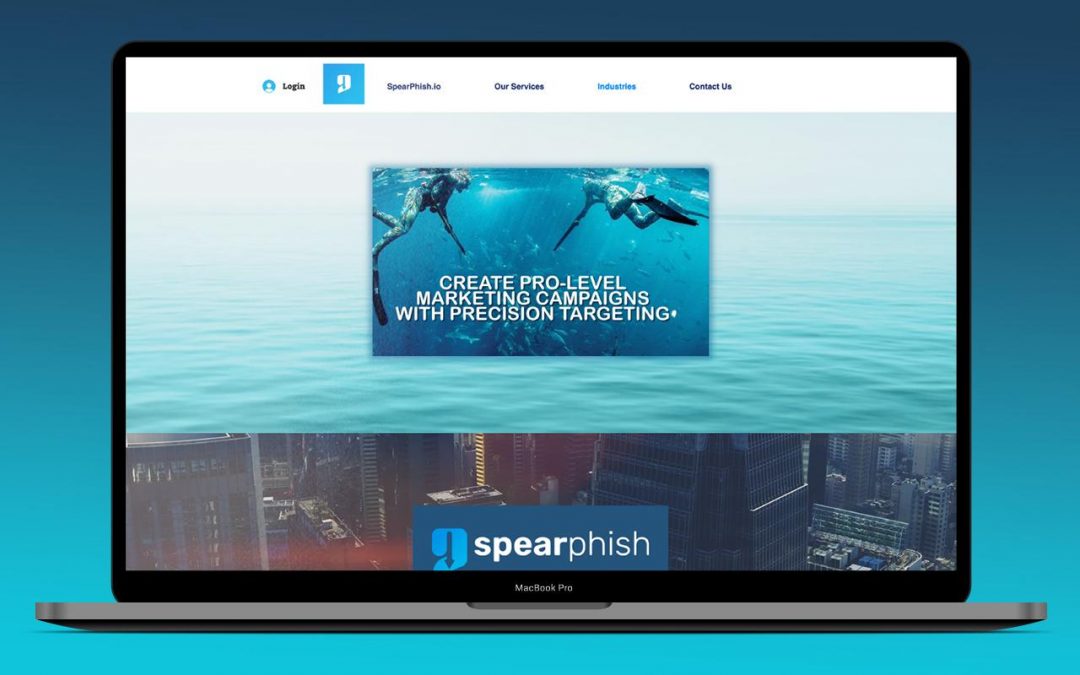 Login
SpearPhish.io
Our Services
Industries
Contact Us
CREATE PRO-LEVEL
MARKETING CAMPAIGNS
WITH PRECISION TARGETING
spearphish
MacBook Pro